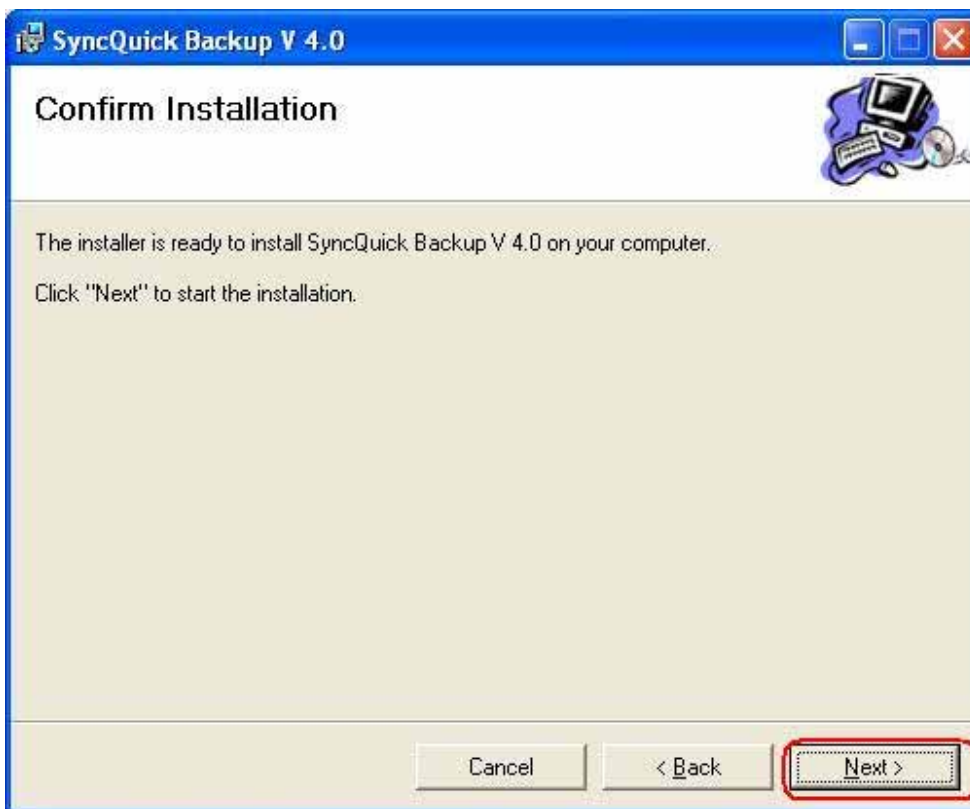 SyncQuick Backup V 4.0
Confirm Installation
The installer is ready to install SyncQuick Backup V 4.0 on your computer.
Click "Next" to start the installation.
Cancel
< Back
Next >